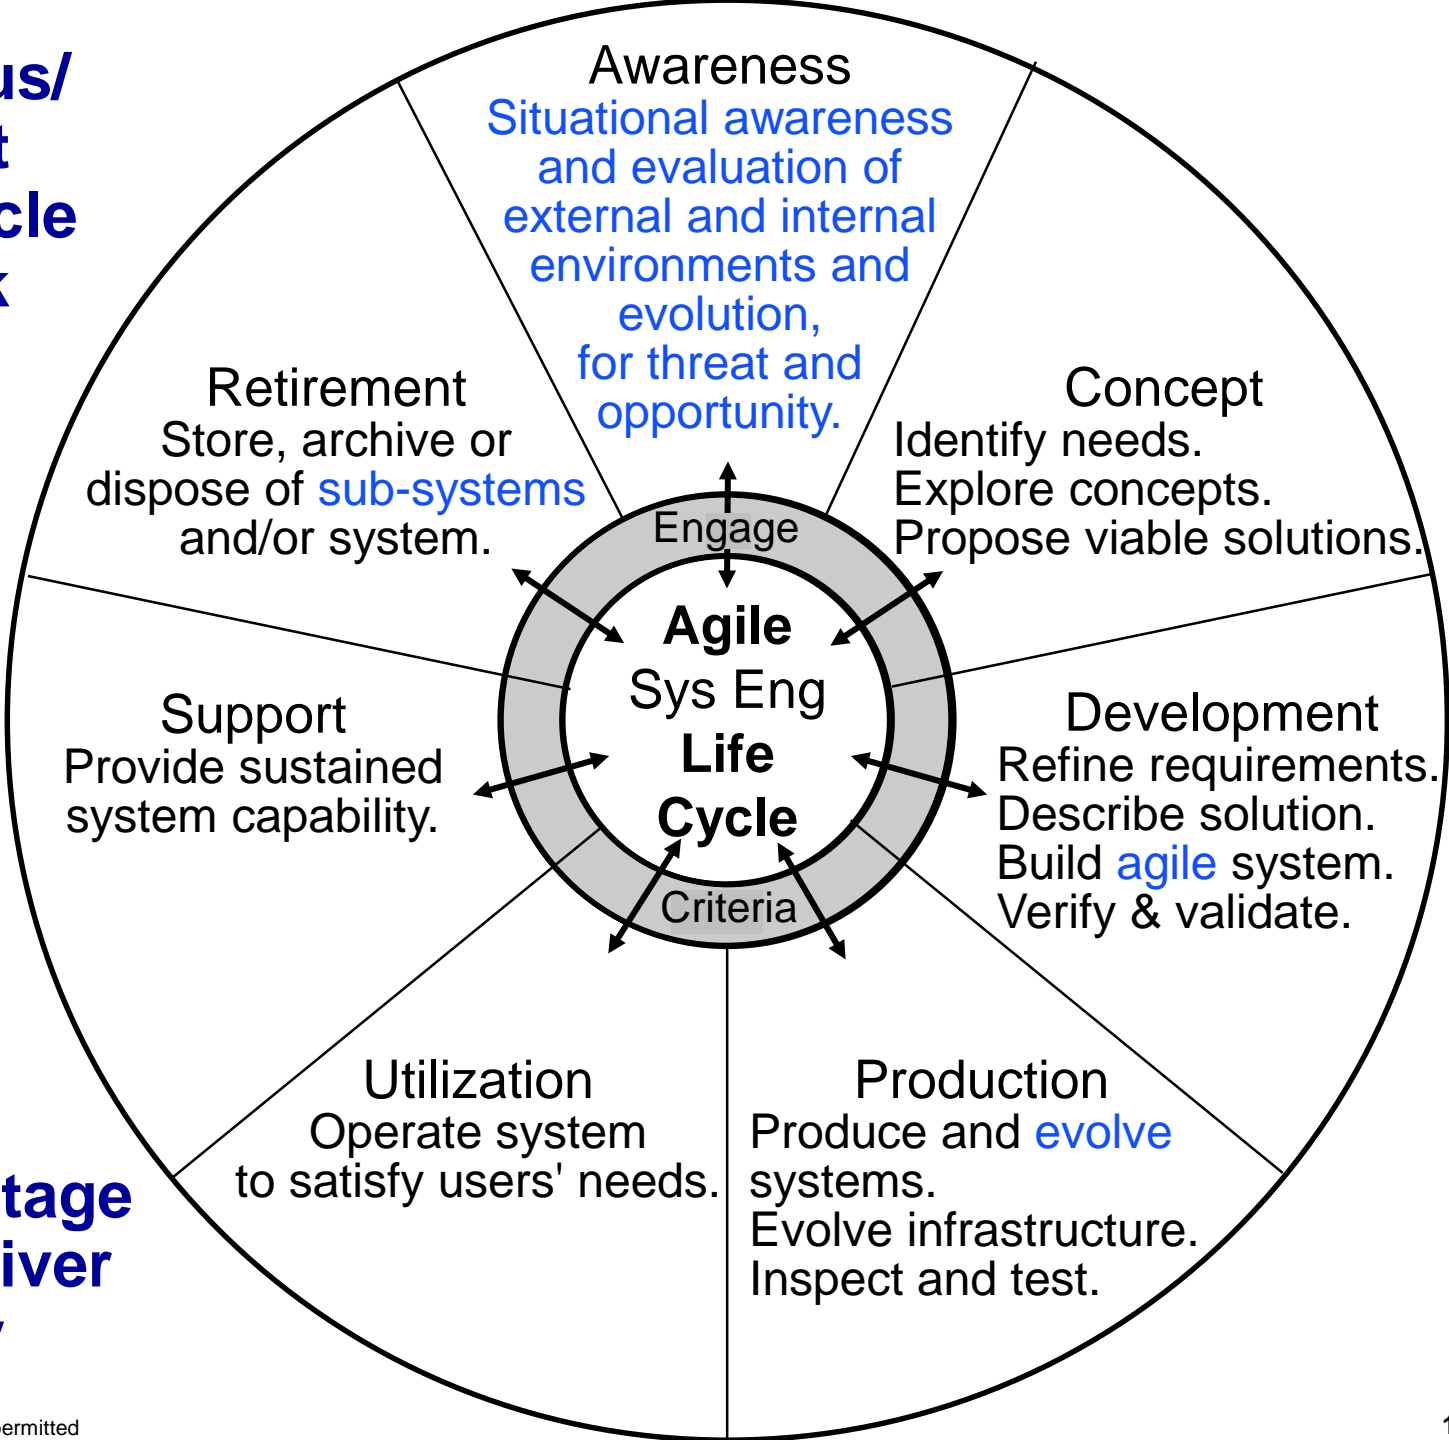 us/
t
cle
k
Awareness
Situational awareness
and evaluation of
external and internal
environments and
evolution,
for threat and
opportunity.
Concept
Identify needs.
Explore concepts.
Propose viable solutions.
Development
Refine requirements.
Describe solution.
Build agile system.
Verify & validate.
Production
Produce and evolve
systems.
Evolve infrastructure.
Inspect and test.
Utilization
Operate system
to satisfy users' needs.
Support
Provide sustained
system capability.
Retirement
Store, archive or
dispose of sub-systems
and/or system.
Engage
Agile
Sys Eng
Life
Cycle
Criteria
tage
iver
ermitted
1